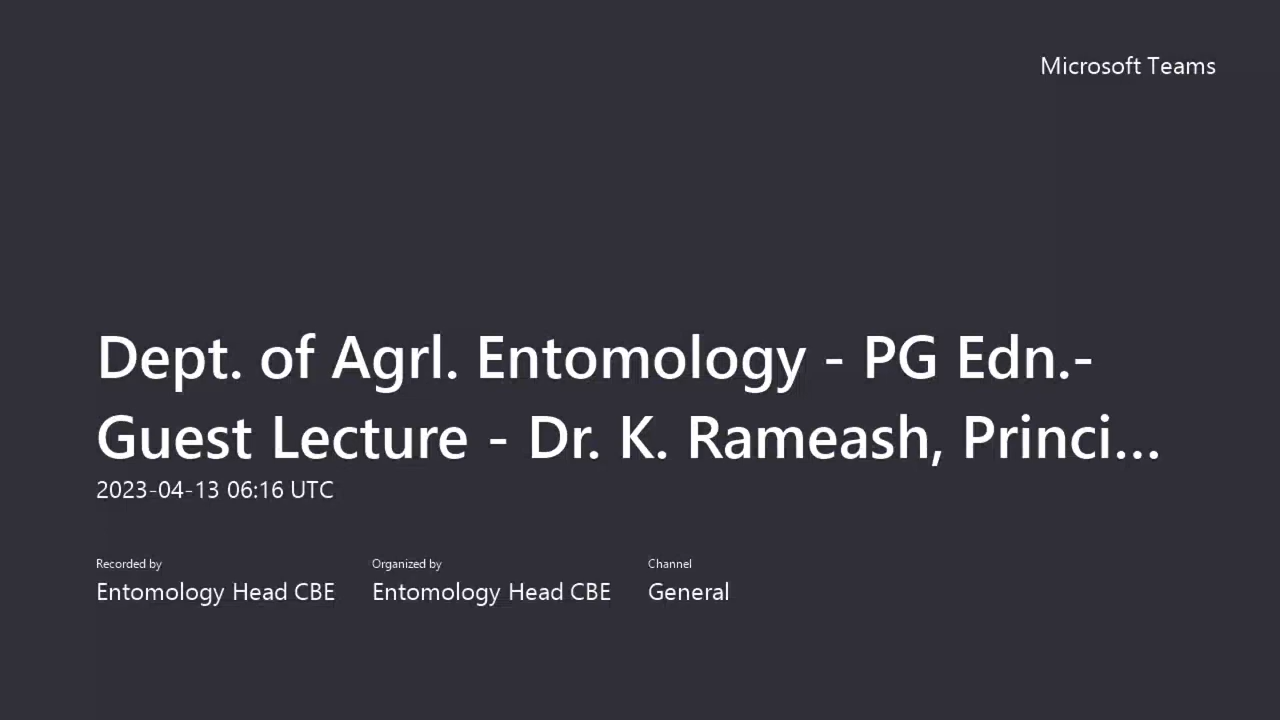 Microsoft Teams
Dept. of Agrl. Entomology - PG Edn.-
Guest Lecture - Dr. K. Rameash, Princi...
2023-04-13 06:16 UTC
Recorded by
Entomology Head CBE
Organized by
Entomology Head CBE
Channel
General